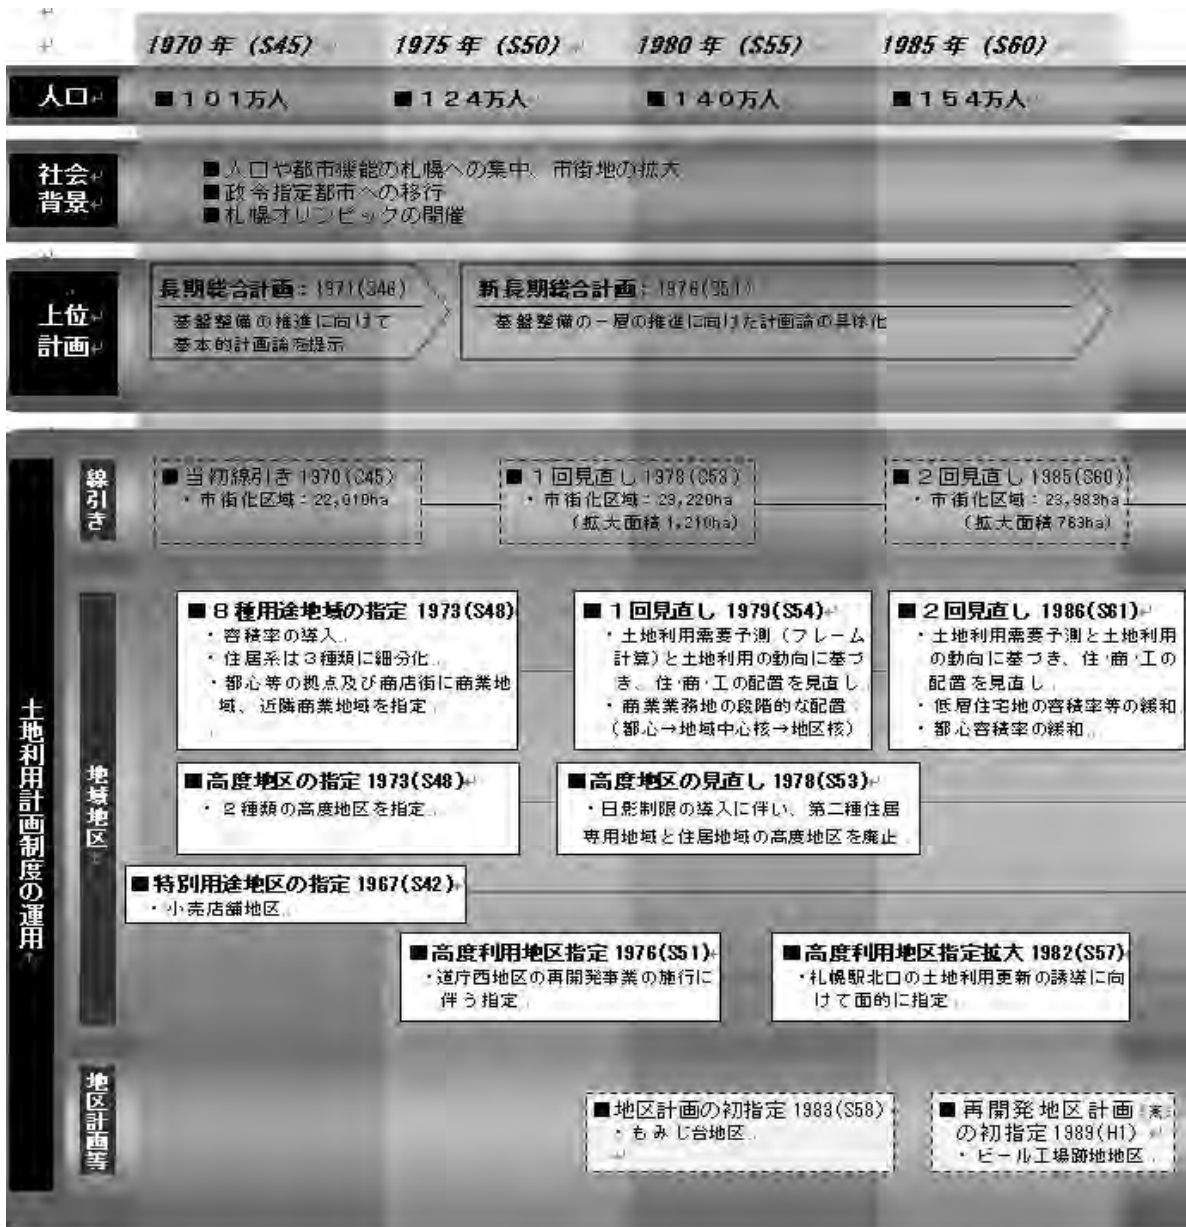 1970年 (S45) 1975年 (S50) 1980年 (S55) 1985年 (S60)
人口
■101万人 ■124万人 ■140万人 ■154万人
社会
背景
■人口や都市機能の札幌への集中、市街地の拡大
■政令指定都市への移行
■札幌オリンピックの開催
上位
計画
長期総合計画：1971(S46)
基盤整備の推進に向けて
基本的計画論を提示
新長期総合計画：1976(S51)
基盤整備の一層の推進に向けた計画論の具体化
土地利用計画制度の運用
線引き
■当初線引き 1970(S45)
・市街化区域：22,010ha
■1回見直し 1978(S53)
・市街化区域：23,220ha
(拡大面積 1,210ha)
■2回見直し 1985(S60)
・市街化区域：23,983ha
(拡大面積 763ha)
地域地区
■8種用途地域の指定 1973(S48)
・容積率の導入
・住居系は3種類に細分化
・都心等の拠点及び商店街に商業地
域、近隣商業地域を指定
■1回見直し 1979(S54)
・土地利用需要予測（フレーム
計算）と土地利用の動向に基づ
き、住・商・工の配置を見直し
・商業業務地の段階的な配置
（都心→地域中心核→地区核）
■2回見直し 1986(S61)
・土地利用需要予測と土地利用
の動向に基づき、住・商・工の
配置を見直し
・低層住宅地の容積率等の緩和
・都心容積率の緩和
■高度地区の指定 1973(S48)
・2種類の高度地区を指定
■高度地区の見直し 1978(S53)
・日影制限の導入に伴い、第二種住居
専用地域と住居地域の高度地区を廃止
■特別用途地区の指定 1967(S42)
・小売店舗地区
■高度利用地区指定 1976(S51)
・道庁西地区の再開発事業の施行に
伴う指定
■高度利用地区指定拡大 1982(S57)
・札幌駅北口の土地利用更新の誘導に向
けて面的に指定
地区計画等
■地区計画の初指定 1983(S58)
・もみじ台地区
■再開発地区計画
の初指定 1989(H1)
・ビール工場跡地地区